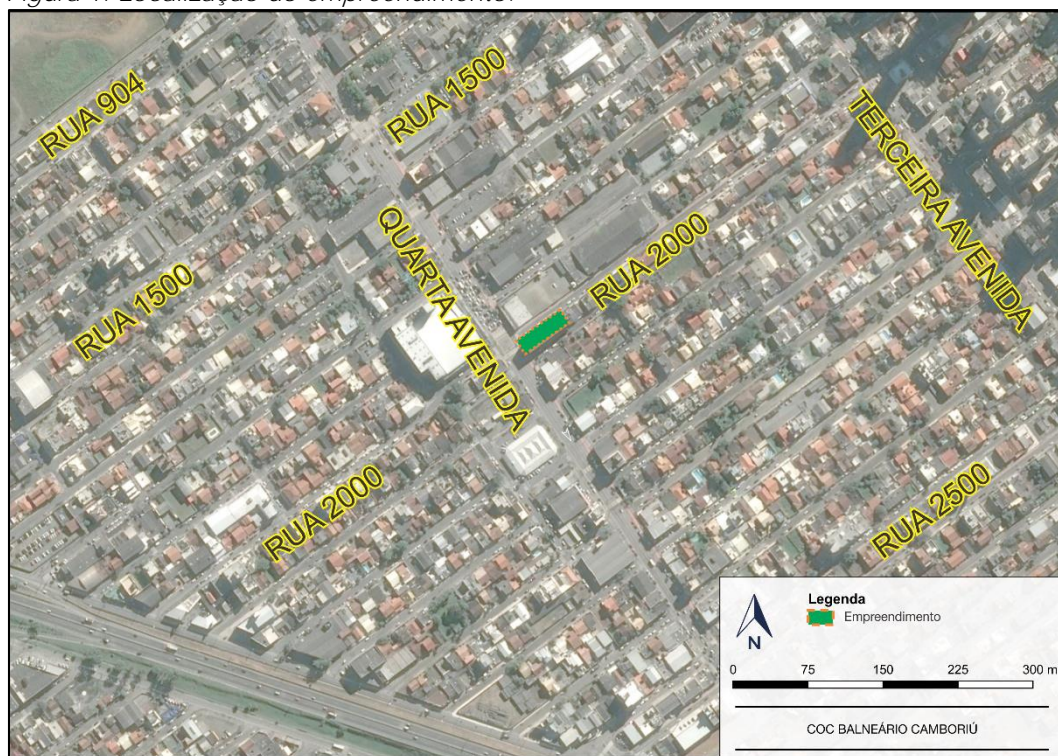 Figura 1: Localização do empreendimento.
RUA 904
RUA 1500
TERCEIRA AVENIDA
QUARTA AVENIDA
RUA 2000
RUA 1500
RUA 2000
RUA 2500
Legenda
Empreendimento
N
0 75 150 225 300 m
COC BALNEÁRIO CAMBORIÚ